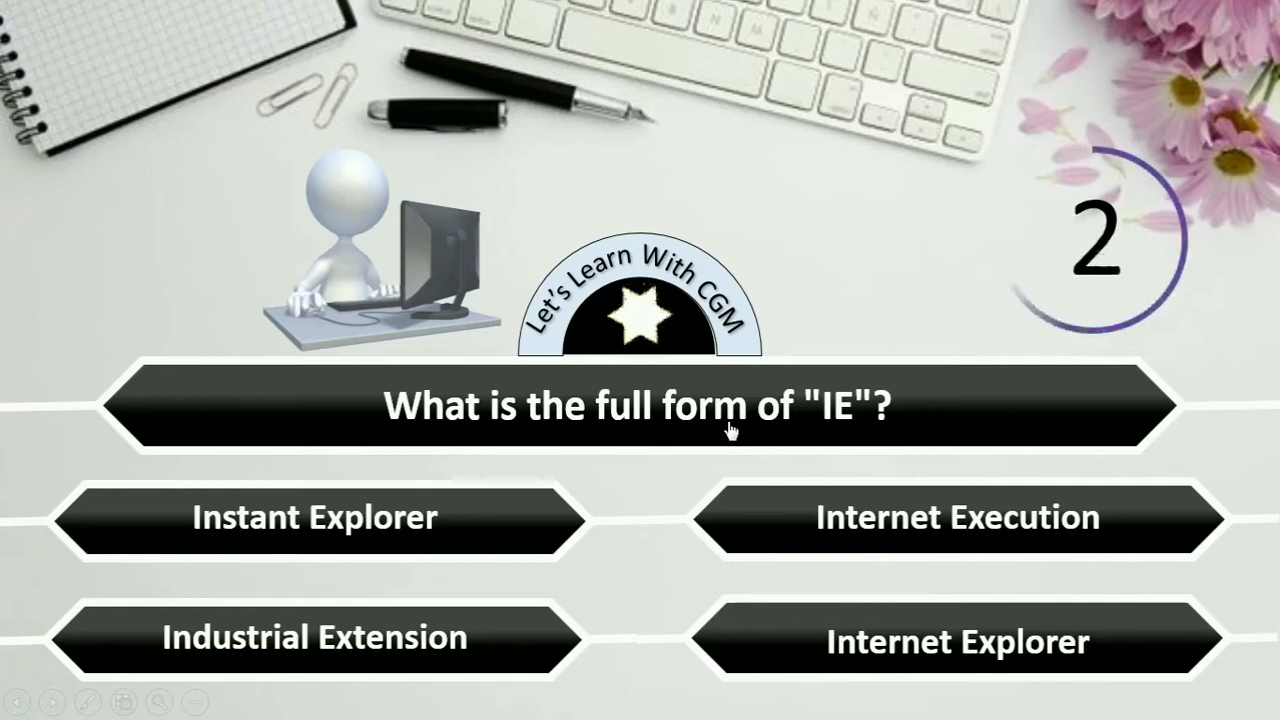 2
Let's Learn With CGM
What is the full form of "IE"?
Instant Explorer
Internet Execution
Industrial Extension
Internet Explorer